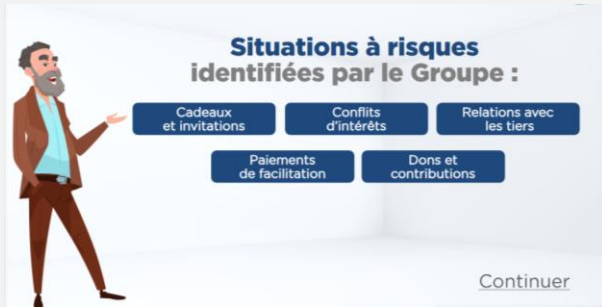 Situations à risques
identifiées par le Groupe :
Cadeaux
et invitations
Conflits
d'intérêts
Relations avec
les tiers
Paiements
de facilitation
Dons et
contributions
Continuer